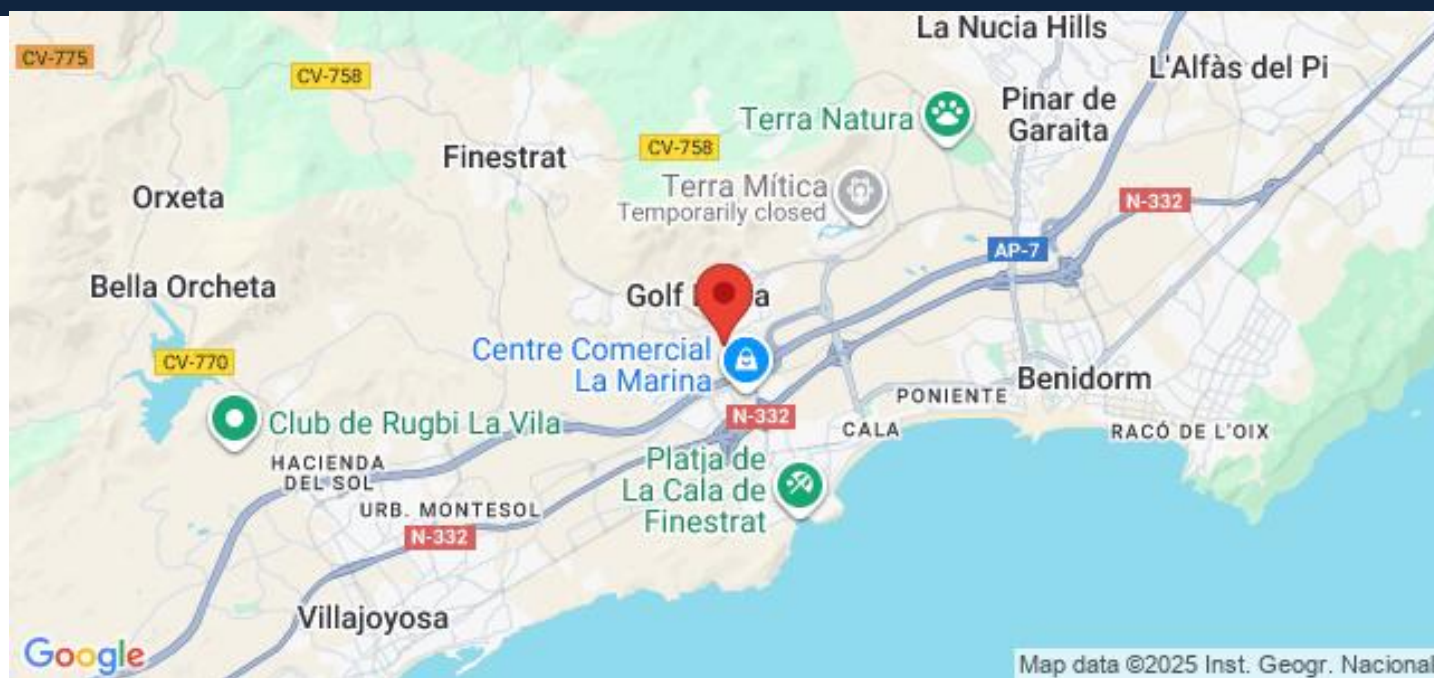 La Nucia Hills
CV-775
L'Alfàs del Pi
CV-758
Pinar de
Garaita
Terra Natura
Finestrat
CV-758
Terra Mítica
Temporarily closed
Orxeta
N-332
AP-7
Bella Orcheta
Golf
CV-770
Centre Comercial
La Marina
Benidorm
PONIENTE
N-332
Club de Rugbi La Vila
CALA
RACÓ DE L'OIX
HACIENDA
DEL SOL
Platja de
La Cala de
Finestrat
URB. MONTESOL
N-332
Villajoyosa
Google
Map data ©2025 Inst. Geogr. Nacional